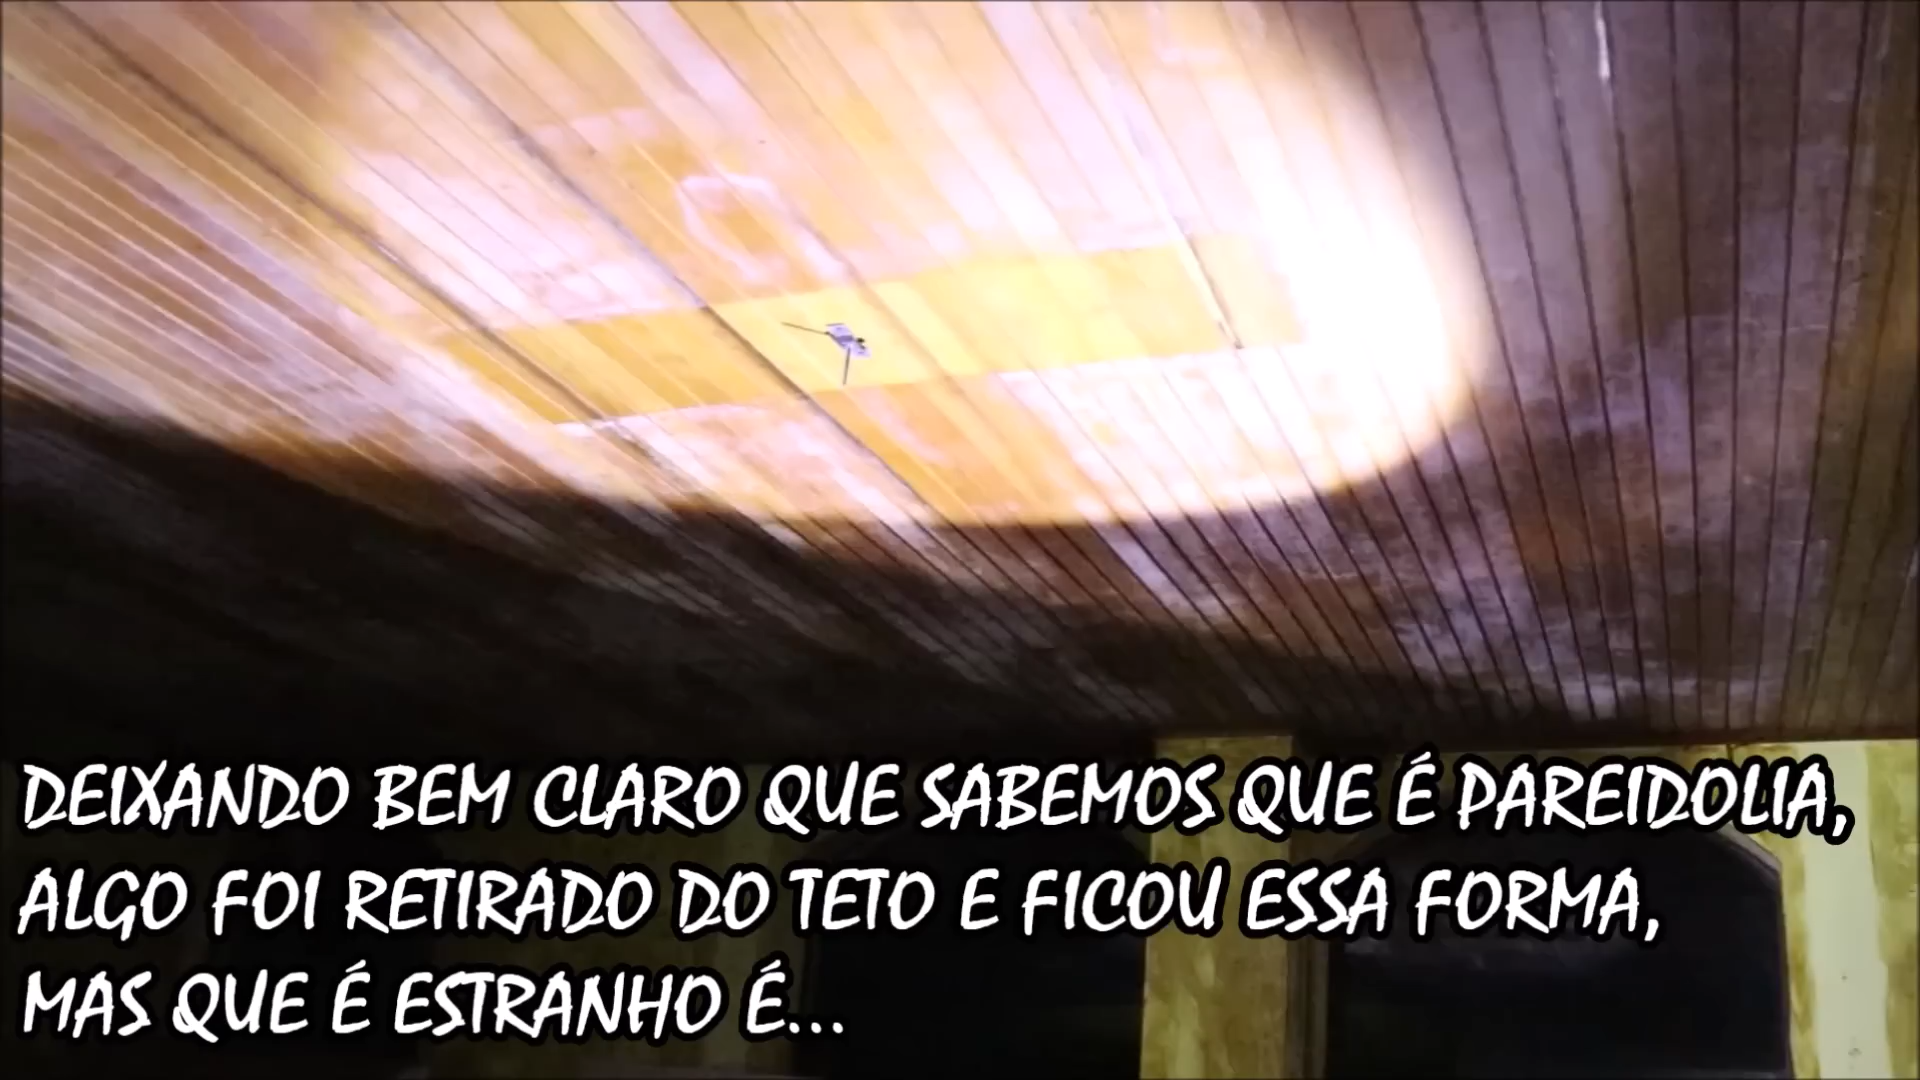 DEIXANDO BEM CLARO QUE SABEMOS QUE É PAREIDOLIA,
ALGO FOI RETIRADO DO TETO E FICOU ESSA FORMA,
MAS QUE É ESTRANHO É...